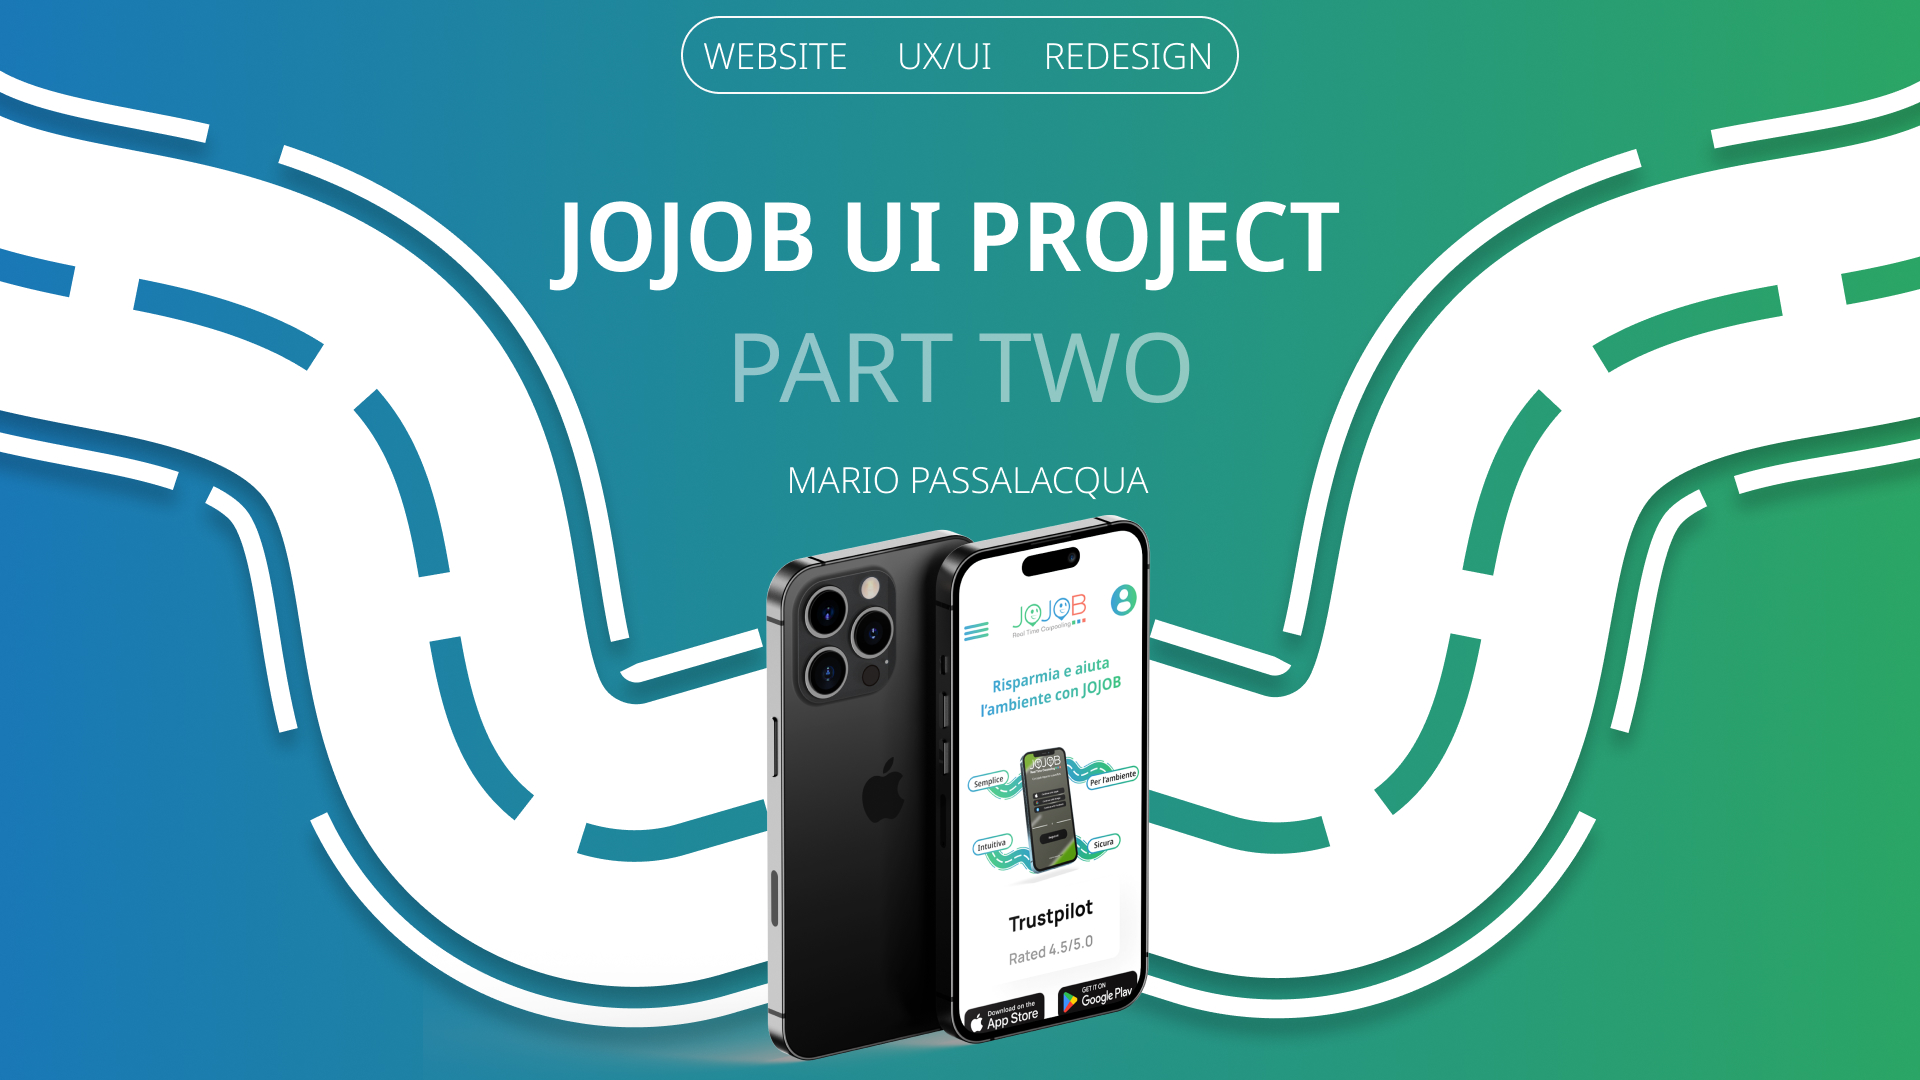 WEBSITE UX/UI REDESIGN
JOJOB UI PROJECT
PART TWO
MARIO PASSALACQUA
JOJOB
Real Time Carpooling
Risparmia e aiuta
l'ambiente con JOJOB
JOJOB
Semplice
Per l'ambiente
Intuitiva
Sicura
Trustpilot
Rated 4.5/5.0
Download on the
App Store
GET IT ON
Google Play